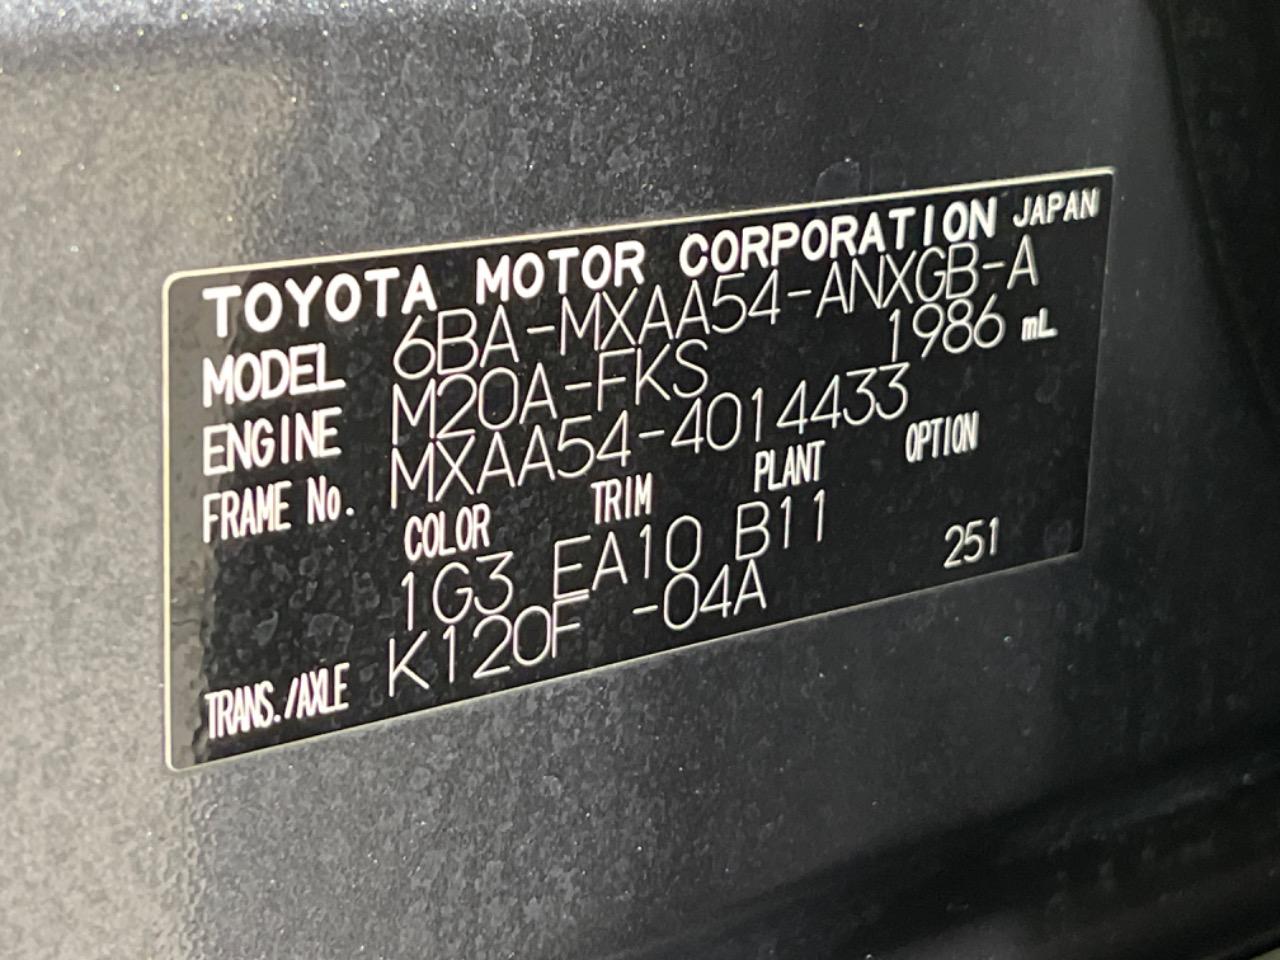 TOYOTA MOTOR CORPORATION JAPAN
MODEL 6BA-MXAA54-ANXGB-A
ENGINE M20A-FKS 1986 mL
FRAME No. MXAA54-4014433
COLOR TRIM PLANT OPTION
1G3 EA10 B11
TRANS./AXLE K120F -04A 251